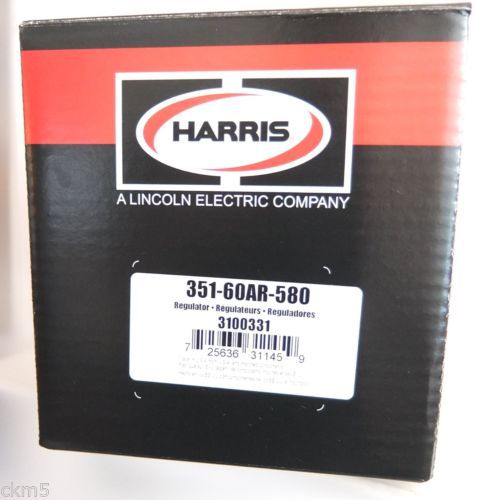 HARRIS
A LINCOLN ELECTRIC COMPANY
351-60AR-580
Regulator • Regulateurs • Reguladores
3100331
7 25636 31145 9
ckm5